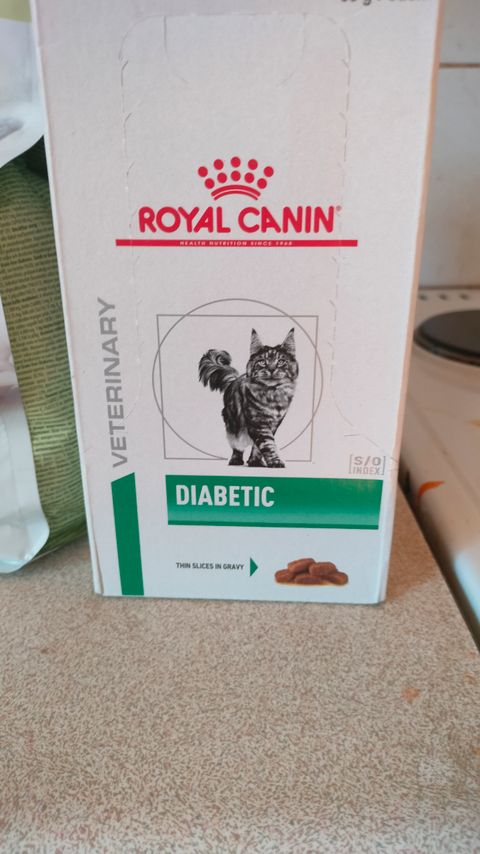 ROYAL CANIN®
HEALTH NUTRITION SINCE 1968
VETERINARY
S/O
INDEX
DIABETIC
THIN SLICES IN GRAVY